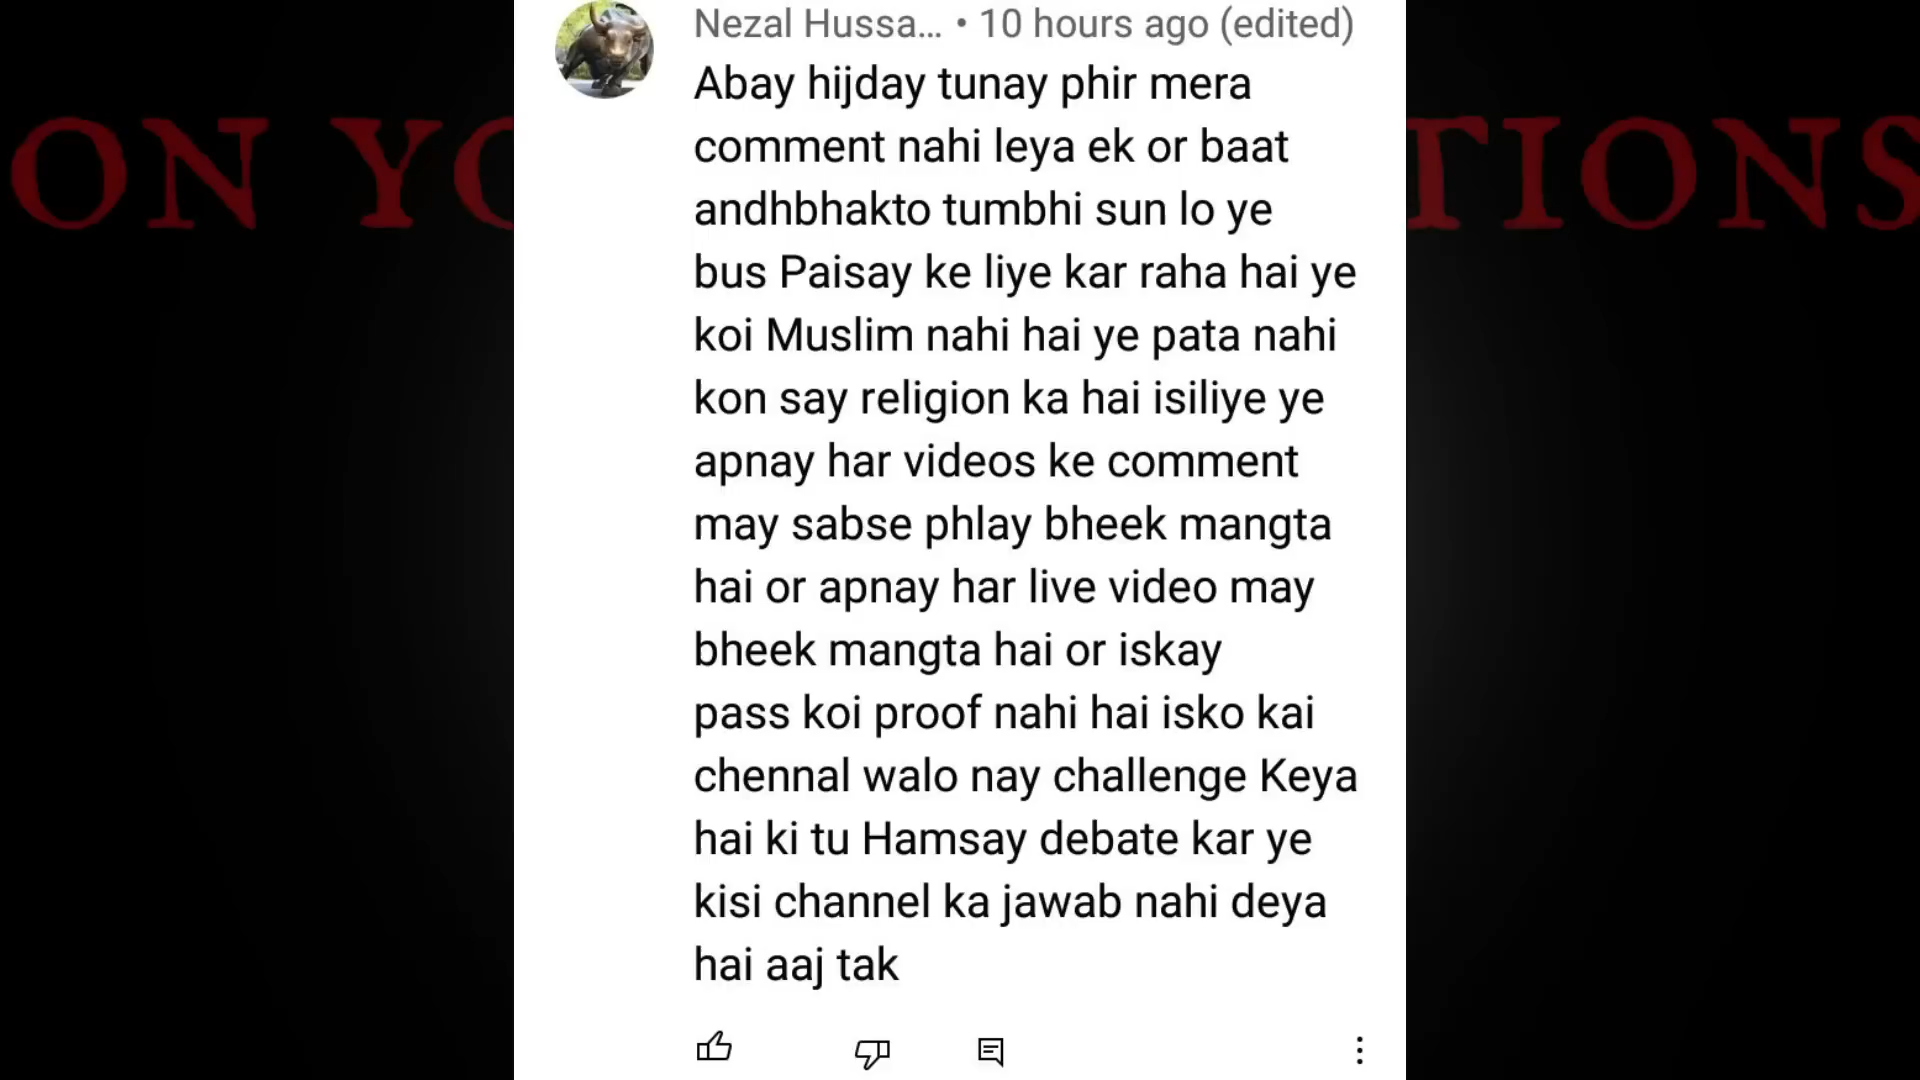 Nezal Hussa... • 10 hours ago (edited)
Abay hijday tunay phir mera
comment nahi leya ek or baat
andhbhakto tumbhi sun lo ye
bus Paisay ke liye kar raha hai ye
koi Muslim nahi hai ye pata nahi
kon say religion ka hai isiliye ye
apnay har videos ke comment
may sabse phlay bheek mangta
hai or apnay har live video may
bheek mangta hai or iskay
pass koi proof nahi hai isko kai
chennal walo nay challenge Keya
hai ki tu Hamsay debate kar ye
kisi channel ka jawab nahi deya
hai aaj tak
ON YO
TIONS